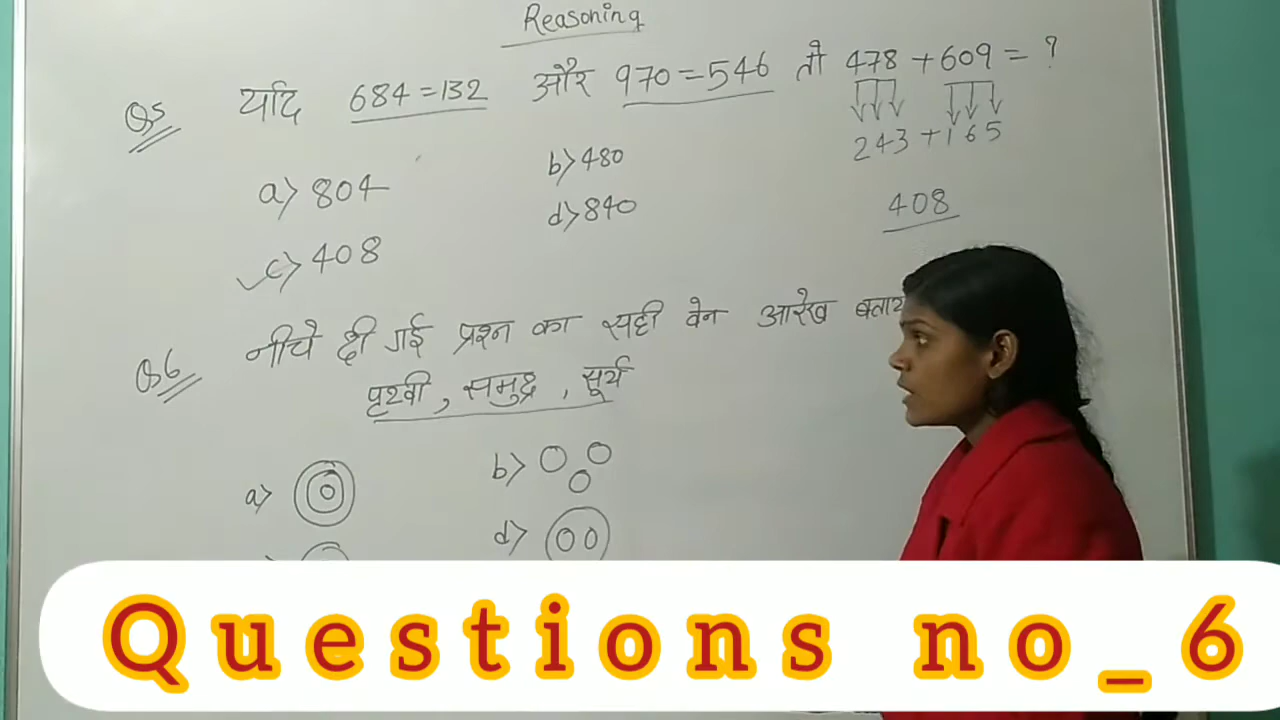 Reasoning
Q5 यदि 684=132 और 970=546 तो 478+609=?
243+165
408
a> 804
b> 480
c> 408
d> 840
Q6 नीचे दी गई प्रश्न का सही वेन आरेख
पृथ्वी, समुद्र, सूर्य
a>
b>
d>
Questions no_6